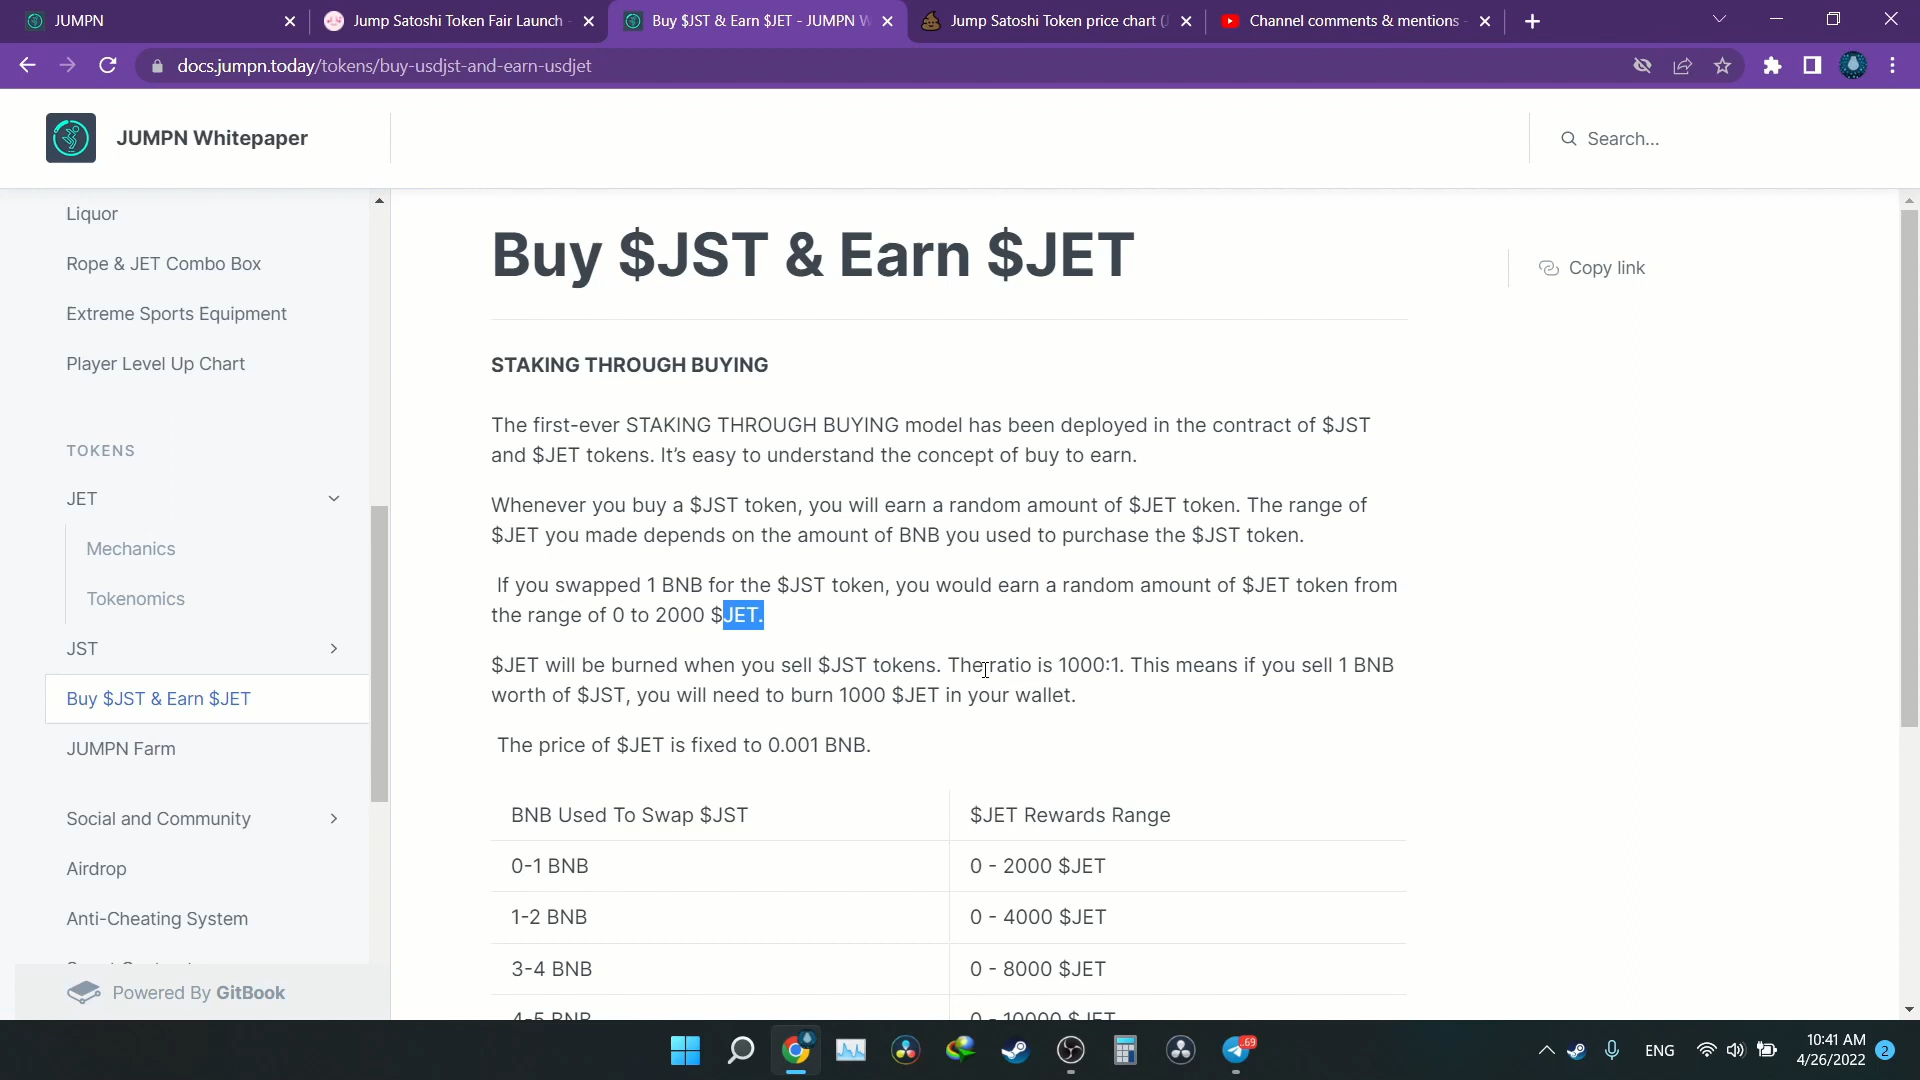 JUMPN
Jump Satoshi Token Fair Launch
Buy $JST & Earn $JET - JUMPN W
Jump Satoshi Token price chart (
Channel comments & mentions
docs.jumpn.today/tokens/buy-usdjst-and-earn-usdjet
JUMPN Whitepaper
Search...
Liquor
Rope & JET Combo Box
Extreme Sports Equipment
Player Level Up Chart
TOKENS
JET
Mechanics
Tokenomics
JST
Buy $JST & Earn $JET
JUMPN Farm
Social and Community
Airdrop
Anti-Cheating System
Powered By GitBook
Buy $JST & Earn $JET
Copy link
STAKING THROUGH BUYING
The first-ever STAKING THROUGH BUYING model has been deployed in the contract of $JST
and $JET tokens. It's easy to understand the concept of buy to earn.
Whenever you buy a $JST token, you will earn a random amount of $JET token. The range of
$JET you made depends on the amount of BNB you used to purchase the $JST token.
If you swapped 1 BNB for the $JST token, you would earn a random amount of $JET token from
the range of 0 to 2000 $JET.
$JET will be burned when you sell $JST tokens. The ratio is 1000:1. This means if you sell 1 BNB
worth of $JST, you will need to burn 1000 $JET in your wallet.
The price of $JET is fixed to 0.001 BNB.
BNB Used To Swap $JST
$JET Rewards Range
0-1 BNB
0 - 2000 $JET
1-2 BNB
0 - 4000 $JET
3-4 BNB
0 - 8000 $JET
4-5 BNB
0 - 10000 $JET
69
ENG
10:41 AM
4/26/2022
2